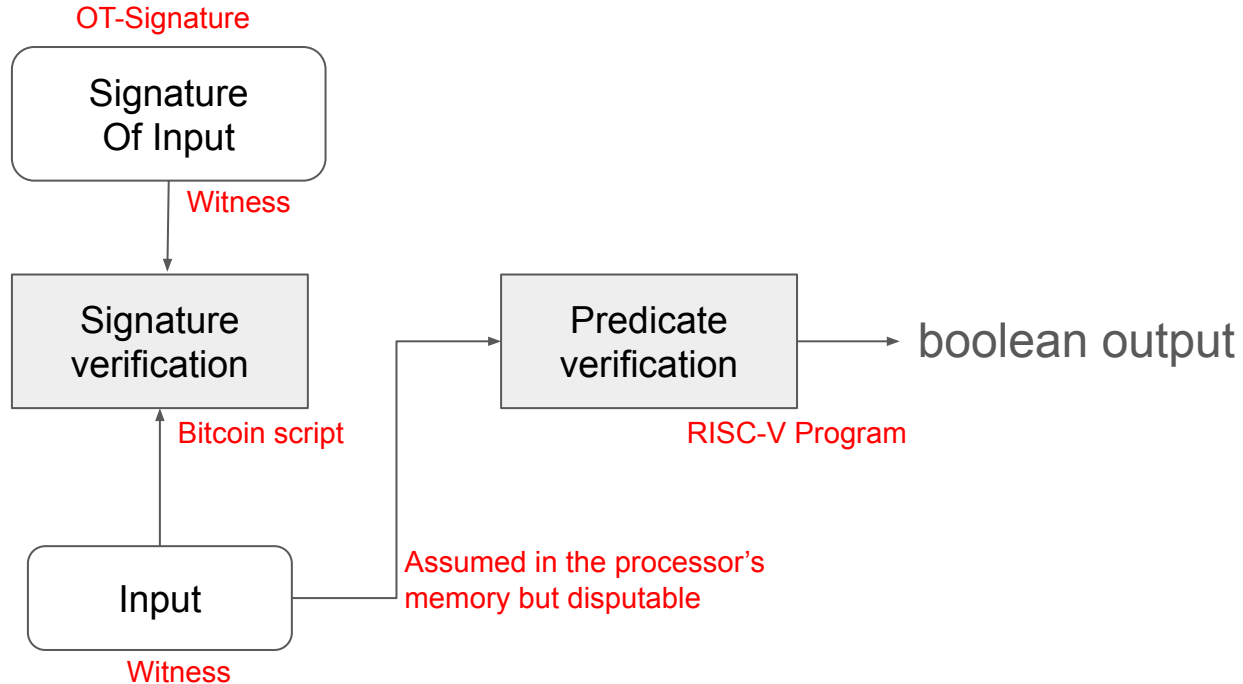 OT-Signature
Signature
Of Input
Witness
Signature
verification
Bitcoin script
Predicate
verification
boolean output
RISC-V Program
Assumed in the processor’s
memory but disputable
Input
Witness